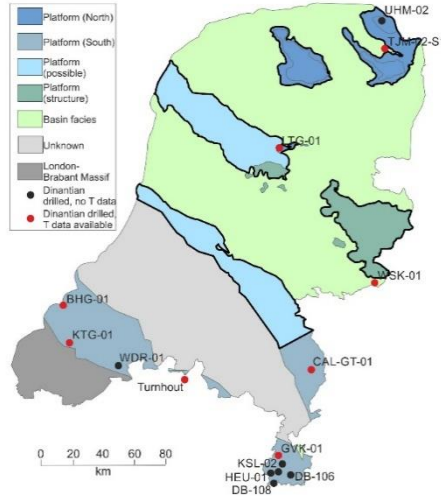 Platform (North)
Platform (South)
Platform (possible)
Platform (structure)
Basin facies
Unknown
London-Brabant Massif
Dinantian drilled, no T data
Dinantian drilled, T data available
UHM-02
TJM-02-S
LTG-01
WSK-01
BHG-01
KTG-01
WDR-01
Turnhout
CAL-GT-01
GVK-01
KSL-02
HEU-01
DB-106
DB-108
0 20 40 60 80 100
km